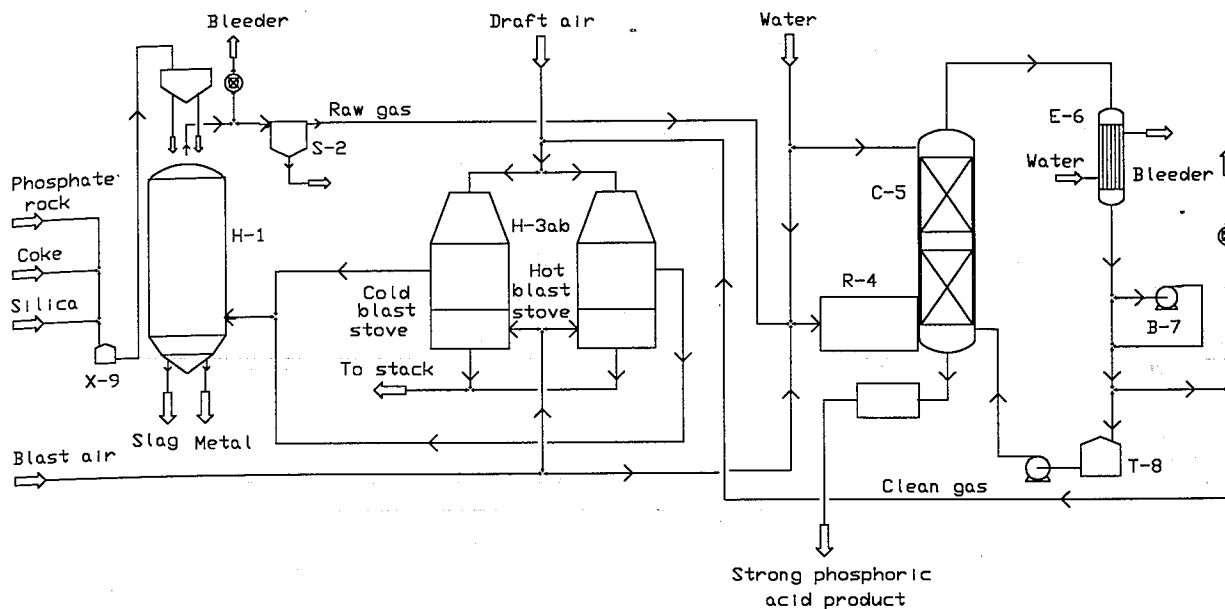 Bleeder
Draft air
Water
Raw gas
S-2
E-6
Water
Bleeder
C-5
Phosphate
rock
H-1
H-3ab
Coke
Silica
Cold
blast
stove
Hot
blast
stove
R-4
B-7
X-9
To stack
Slag
Metal
Blast air
T-8
Clean gas
Strong phosphoric
acid product